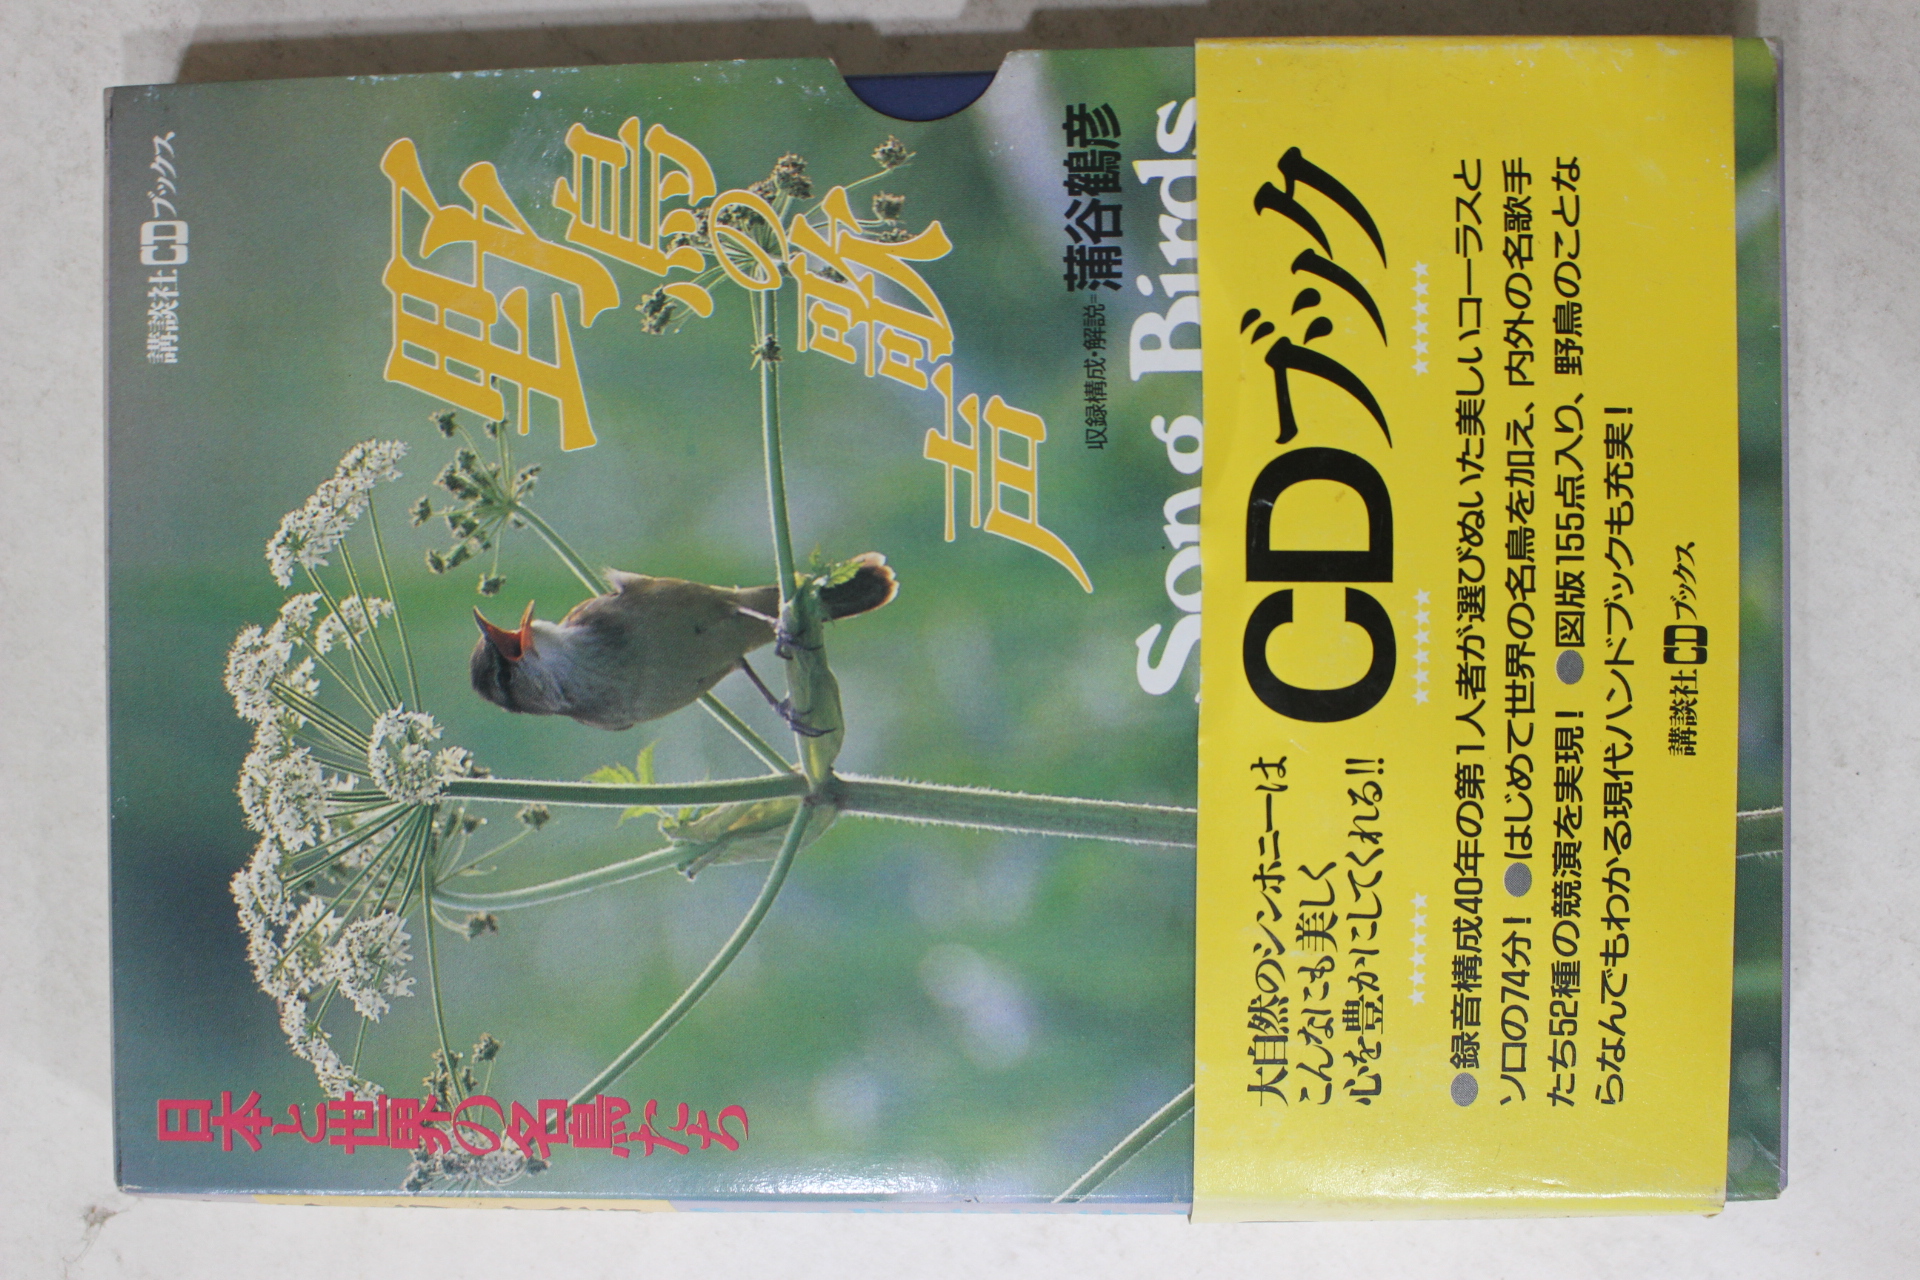 講談社CDブックス
日本と世界の名鳥たち
野鳥の歌声
収録構成・解説=蒲谷鶴彦
Song Birds
大自然のシンホニーは
こんなにも美しく
心を豊かにしてくれる!!
CDブック
★★★★★★ ★★★★★★ ★★★★★★
●録音構成40年の第1人者が選びぬいた美しいコーラスと
ソロの74分!●はじめて世界の名鳥を加え、内外の名歌手
たち52種の競演を実現!●図版155点入り、野鳥のことな
らなんでもわかる現代ハンドブックも充実!
講談社CDブックス